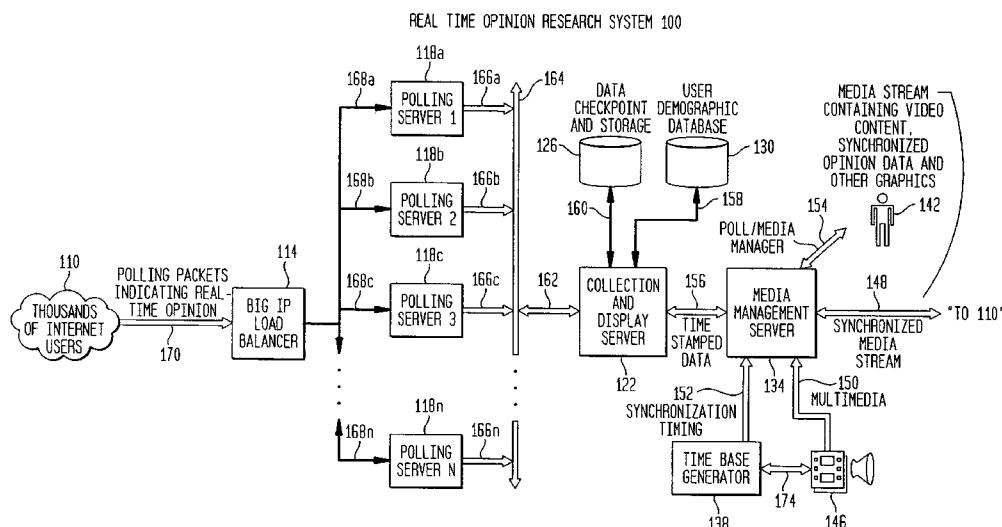 REAL TIME OPINION RESEARCH SYSTEM 100
118a
168a
166a
164
POLLING
SERVER 1
DATA
CHECKPOINT
AND STORAGE
USER
DEMOGRAPHIC
DATABASE
MEDIA STREAM
CONTAINING VIDEO
CONTENT,
SYNCHRONIZED
OPINION DATA AND
OTHER GRAPHICS
126
130
118b
168b
166b
POLLING
SERVER 2
160
158
154
142
POLL/MEDIA
MANAGER
110
THOUSANDS
OF INTERNET
USERS
POLLING PACKETS
INDICATING REAL-
TIME OPINION
170
114
BIG IP
LOAD
BALANCER
118c
168c
166c
POLLING
SERVER 3
162
COLLECTION
AND
DISPLAY
SERVER
122
156
TIME
STAMPED
DATA
MEDIA
MANAGEMENT
SERVER
134
148
SYNCHRONIZED
MEDIA
STREAM
"TO 110"
152
SYNCHRONIZATION
TIMING
150
MULTIMEDIA
118n
168n
166n
POLLING
SERVER N
TIME BASE
GENERATOR
138
174
146